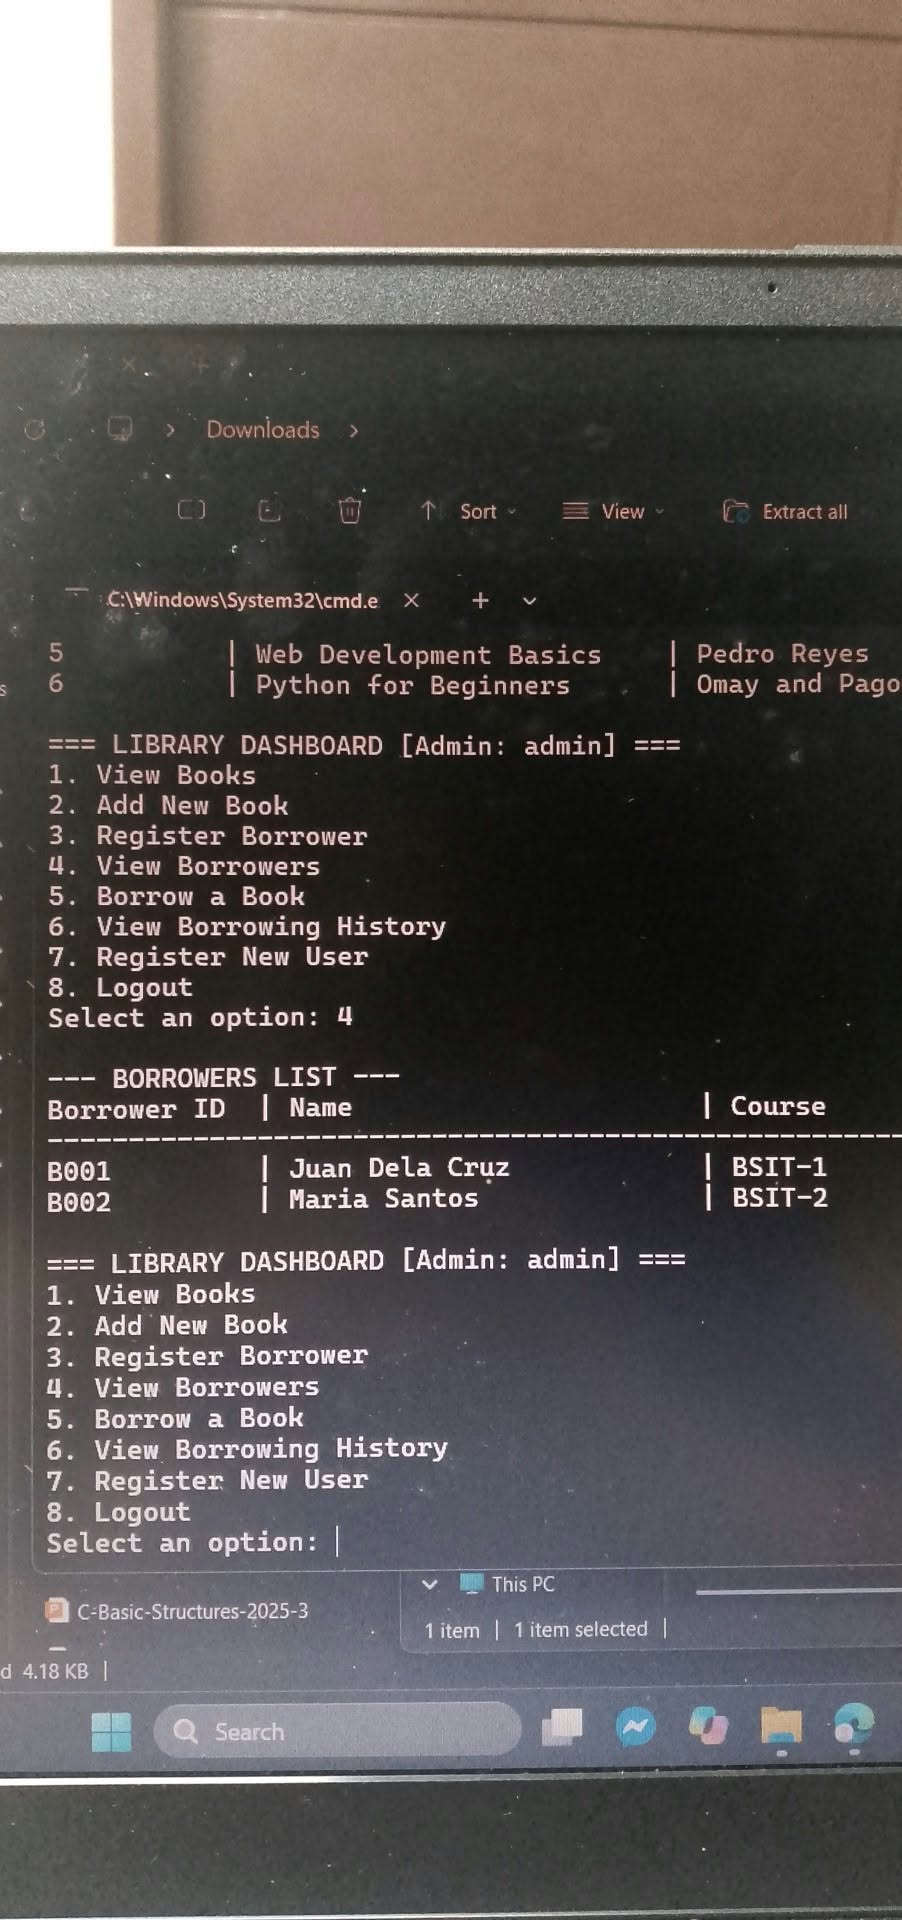 Downloads
Sort
View
Extract all
C:\Windows\System32\cmd.e
5 | Web Development Basics | Pedro Reyes
6 | Python for Beginners | Omay and Pago
=== LIBRARY DASHBOARD [Admin: admin] ===
1. View Books
2. Add New Book
3. Register Borrower
4. View Borrowers
5. Borrow a Book
6. View Borrowing History
7. Register New User
8. Logout
Select an option: 4
--- BORROWERS LIST ---
Borrower ID | Name | Course
B001 | Juan Dela Cruz | BSIT-1
B002 | Maria Santos | BSIT-2
=== LIBRARY DASHBOARD [Admin: admin] ===
1. View Books
2. Add New Book
3. Register Borrower
4. View Borrowers
5. Borrow a Book
6. View Borrowing History
7. Register New User
8. Logout
Select an option:
This PC
C-Basic-Structures-2025-3
1 item | 1 item selected |
d 4.18 KB |
Search